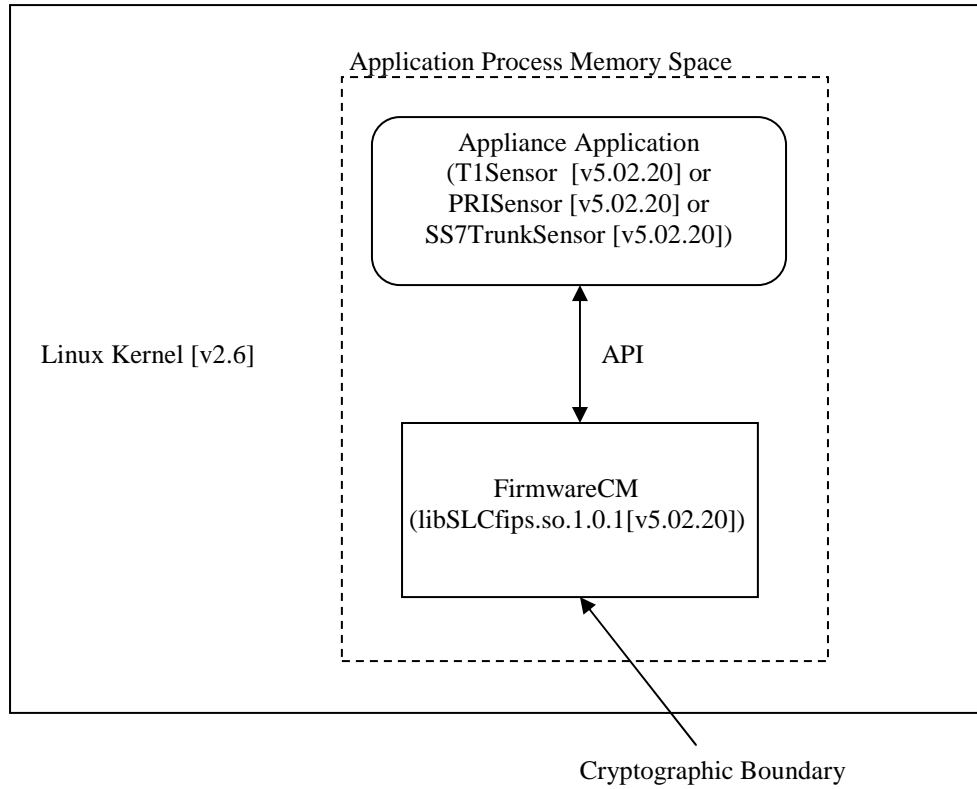 Application Process Memory Space
Appliance Application
(T1Sensor [v5.02.20] or
PRISensor [v5.02.20] or
SS7TrunkSensor [v5.02.20])
Linux Kernel [v2.6]
API
FirmwareCM
(libSLCfips.so.1.0.1[v5.02.20])
Cryptographic Boundary